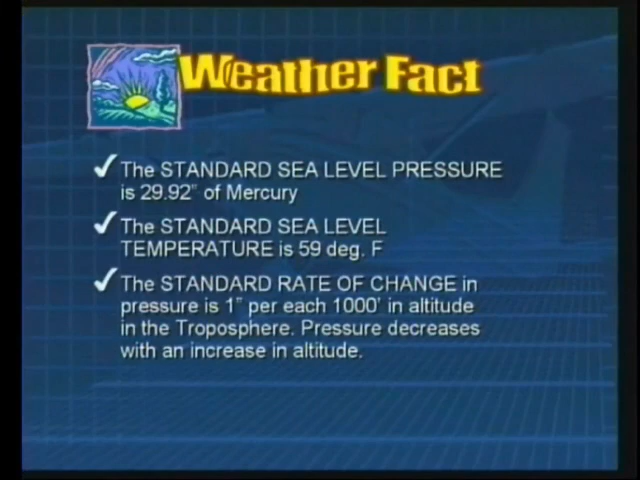 Weather Fact
✓ The STANDARD SEA LEVEL PRESSURE
is 29.92" of Mercury
✓ The STANDARD SEA LEVEL
TEMPERATURE is 59 deg. F
✓ The STANDARD RATE OF CHANGE in
pressure is 1" per each 1000' in altitude
in the Troposphere. Pressure decreases
with an increase in altitude.